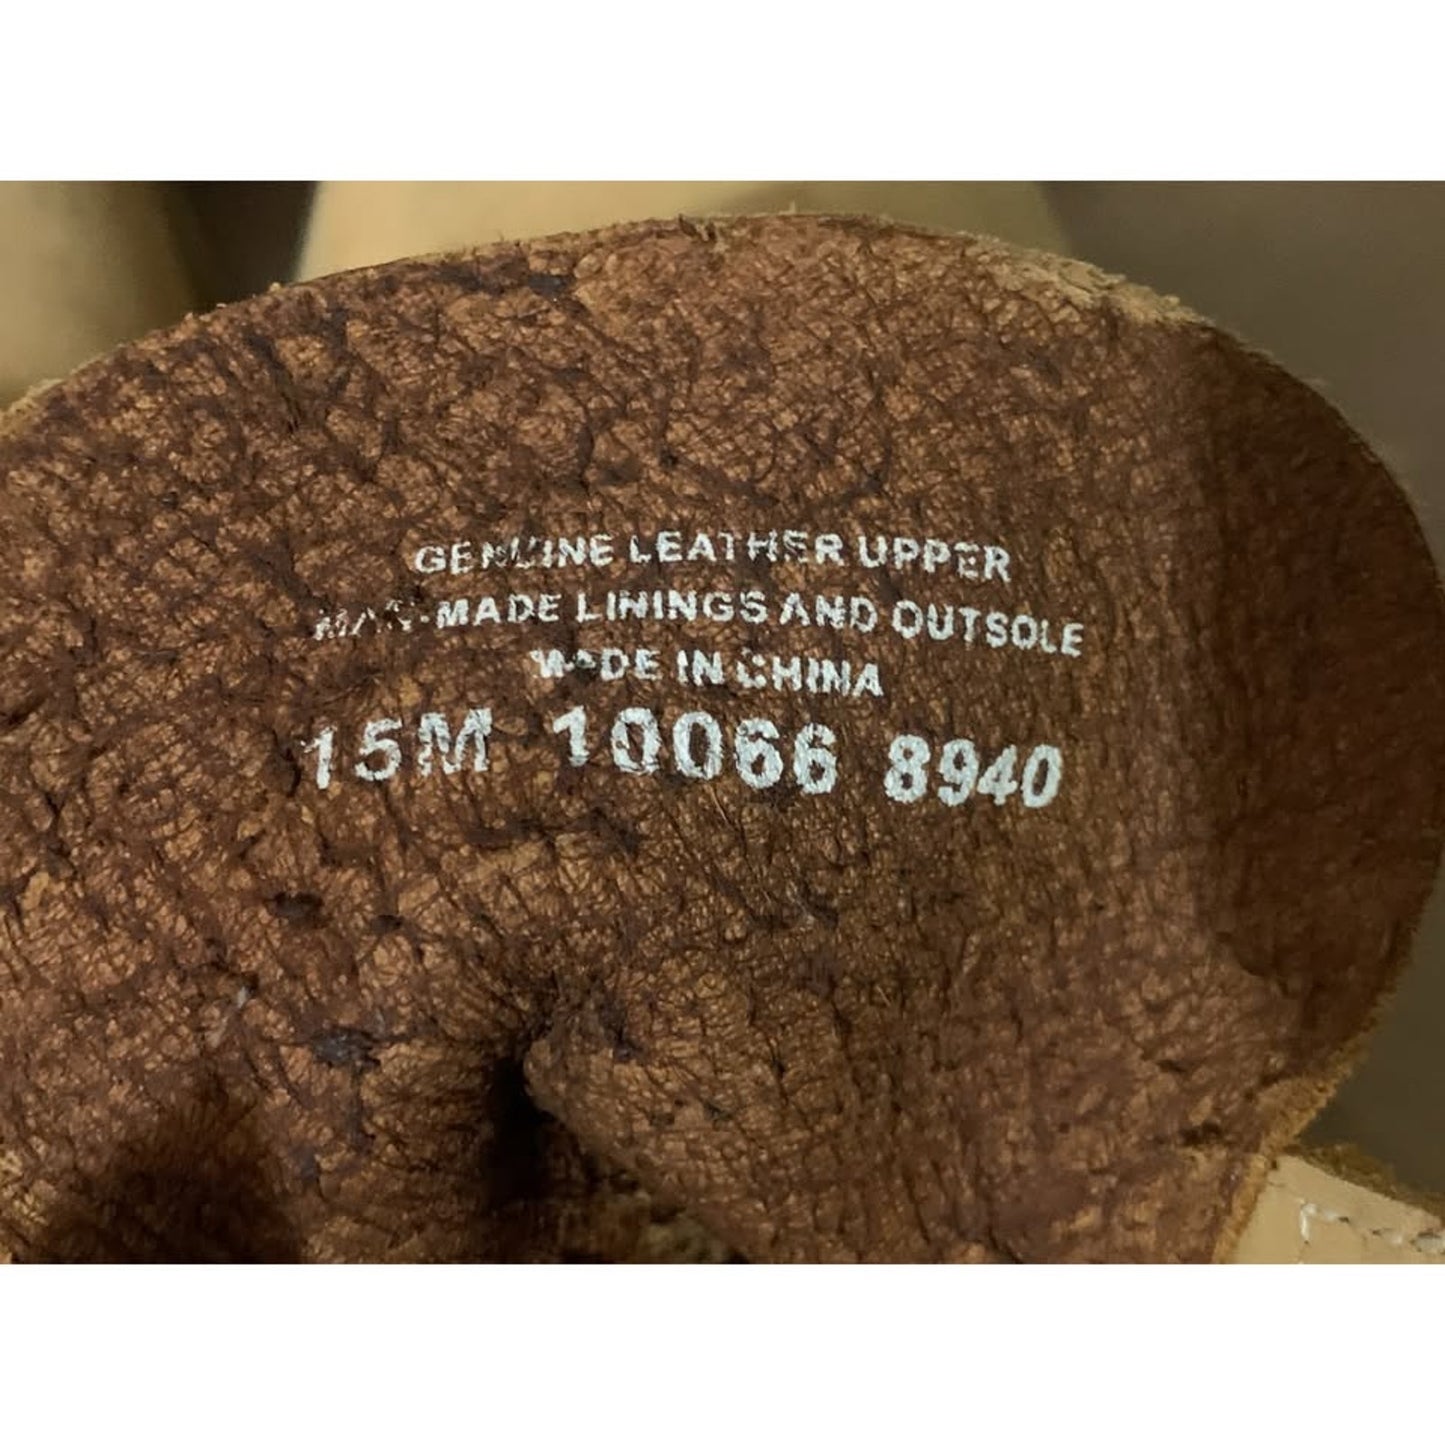 GENUINE LEATHER UPPER
MAN-MADE LININGS AND OUTSOLE
MADE IN CHINA
15M 10066 8940